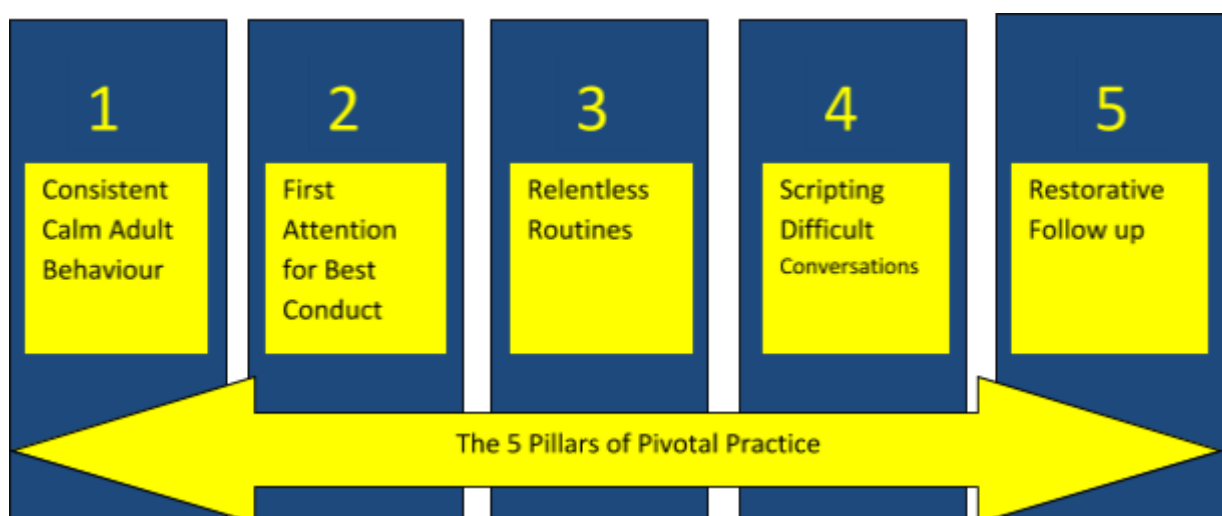 1
Consistent
Calm Adult
Behaviour
2
First
Attention
for Best
Conduct
3
Relentless
Routines
4
Scripting
Difficult
Conversations
5
Restorative
Follow up
The 5 Pillars of Pivotal Practice